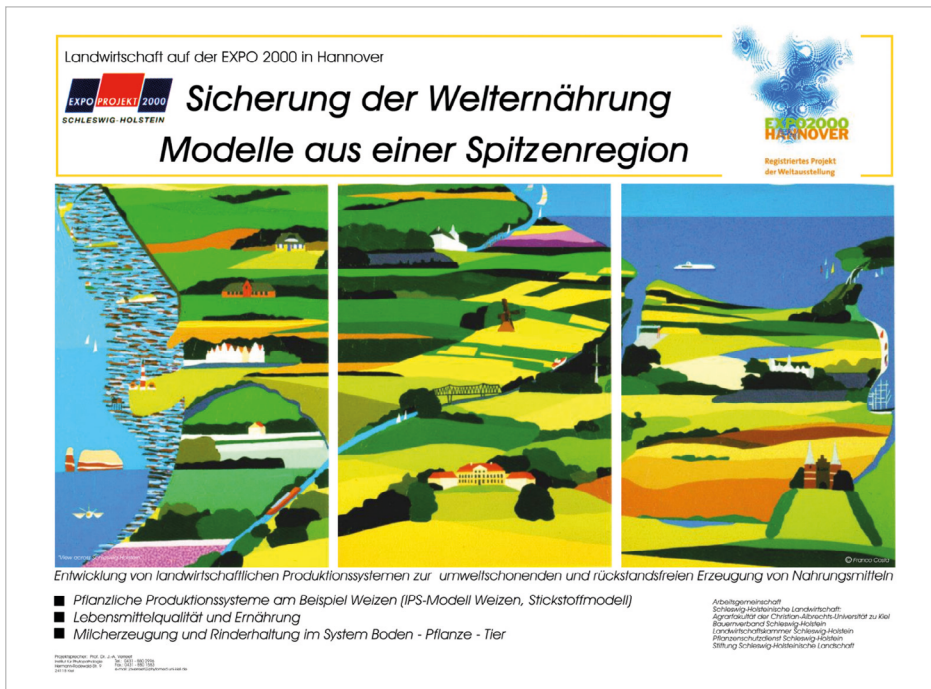 Landwirtschaft auf der EXPO 2000 in Hannover
EXPO PROJEKT 2000
SCHLESWIG-HOLSTEIN
Sicherung der Welternährung
Modelle aus einer Spitzenregion
EXPO2000
HANNOVER
Registriertes Projekt
der Weltausstellung
© Franco Costa
Entwicklung von landwirtschaftlichen Produktionssystemen zur umweltschonenden und rückstandsfreien Erzeugung von Nahrungsmitteln
Pflanzliche Produktionssysteme am Beispiel Weizen (IPS-Modell Weizen, Stickstoffmodell)
Lebensmittelqualität und Ernährung
Milcherzeugung und Rinderhaltung im System Boden - Pflanze - Tier
Arbeitsgemeinschaft
Schleswig-Holsteinische Landwirtschaft:
Agrarfakultät der Christian-Albrechts-Universität zu Kiel
Bauernverband Schleswig-Holstein
Landwirtschaftskammer Schleswig-Holstein
Pflanzenschutzdienst Schleswig-Holstein
Stiftung Schleswig-Holsteinische Landschaft
Projektsprecher: Prof. Dr. J.-A. Verreet